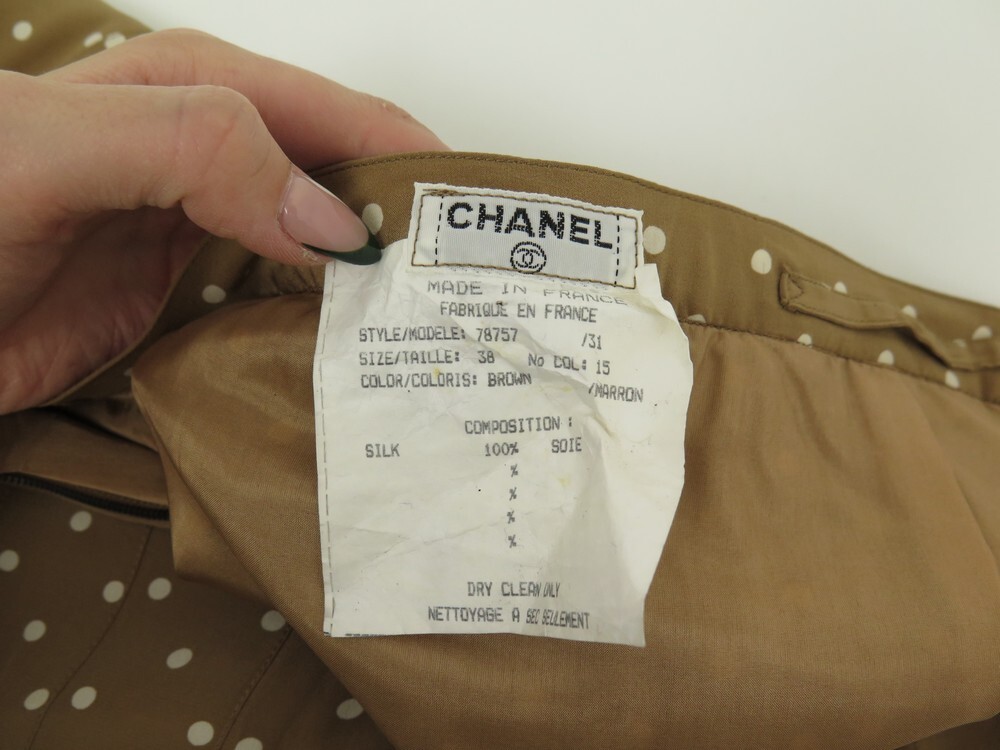 CHANEL
MADE IN FRANCE
FABRIQUE EN FRANCE
STYLE/MODELE: 78757 /31
SIZE/TAILLE: 38 No COL: 15
COLOR/COLORIS: BROWN /MARRON
COMPOSITION :
SILK 100% SOIE
%
%
%
%
DRY CLEAN ONLY
NETTOYAGE A SEC SEULEMENT